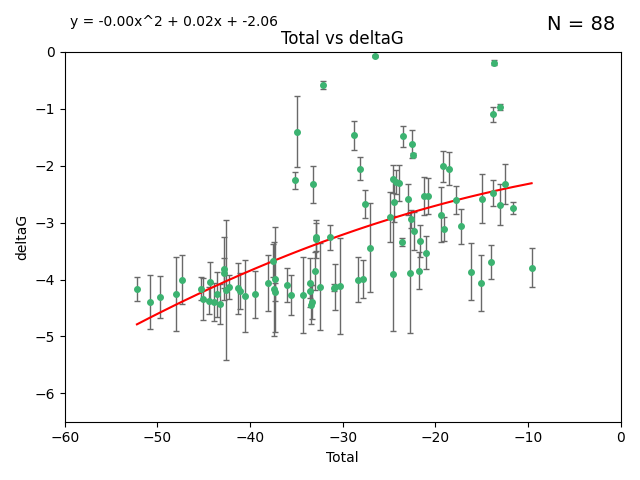 y = -0.00x^2 + 0.02x + -2.06
N = 88
Total vs deltaG
0
−1
−2
−3
−4
−5
−6
deltaG
−60
−50
−40
−30
−20
−10
0
Total